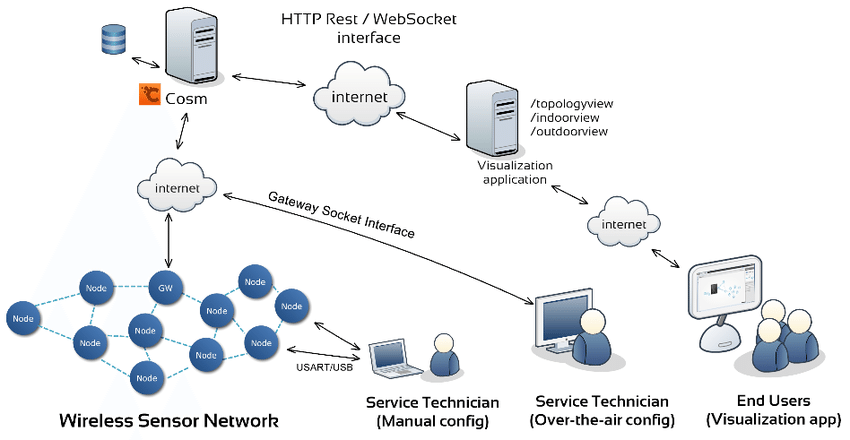 HTTP Rest / WebSocket
interface
Cosm
internet
/topologyview
/indoorview
/outdoorview
Visualization
application
internet
Gateway Socket Interface
internet
Node
GW
Node
Node
Node
Node
Node
Node
Node
Node
Node
USART/USB
Wireless Sensor Network
Service Technician
(Manual config)
Service Technician
(Over-the-air config)
End Users
(Visualization app)